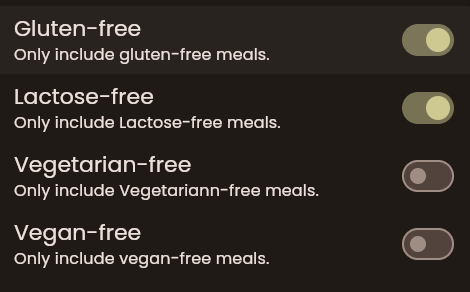 Gluten-free
Only include gluten-free meals.
Lactose-free
Only include Lactose-free meals.
Vegetarian-free
Only include Vegetariann-free meals.
Vegan-free
Only include vegan-free meals.